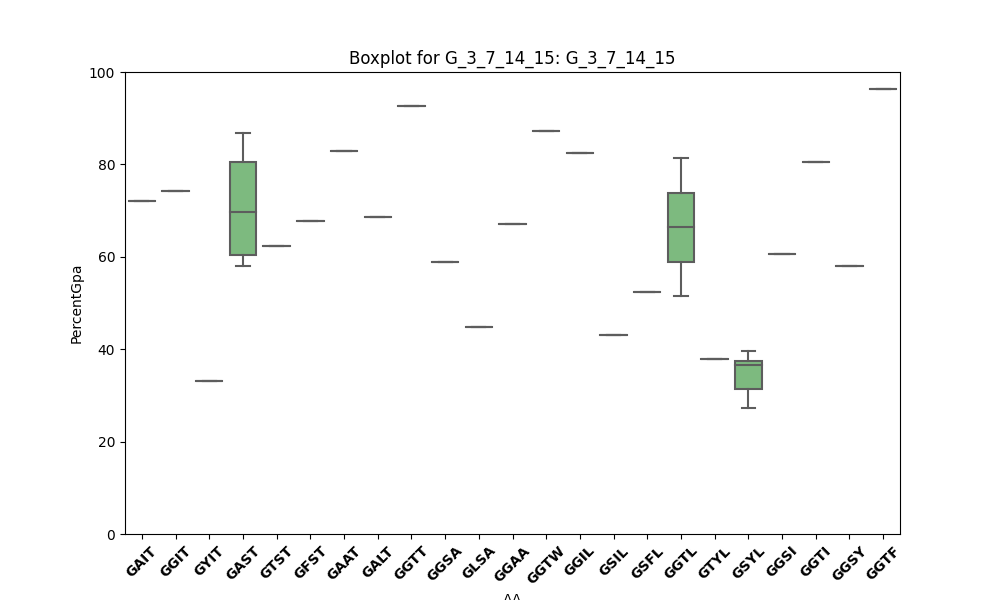 Boxplot for G_3_7_14_15: G_3_7_14_15
PercentGpa
100
80
60
40
20
0
GAIT GGIT GYIT GAST GTST GFST GAAT GALT GGTT GGSA GLSA GGAA GGTW GGIL GSIL GSFL GGTL GTYL GSYL GGSI GGTI GGSY GGTF
AA